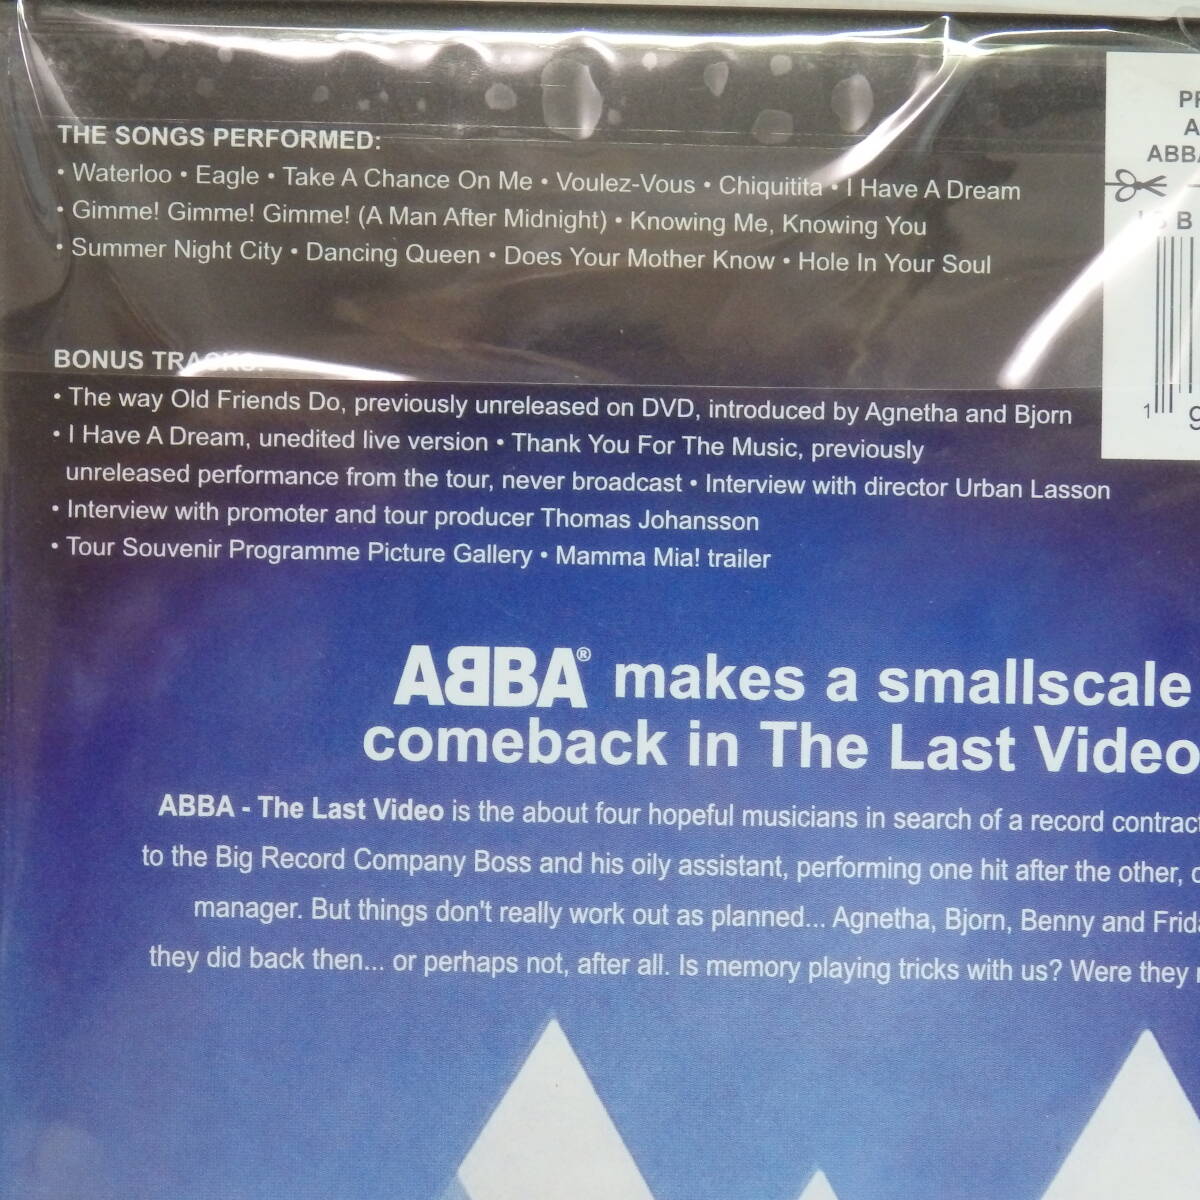 THE SONGS PERFORMED:
• Waterloo • Eagle • Take A Chance On Me • Voulez-Vous • Chiquitita • I Have A Dream
• Gimme! Gimme! Gimme! (A Man After Midnight) • Knowing Me, Knowing You
• Summer Night City • Dancing Queen • Does Your Mother Know • Hole In Your Soul
BONUS TRACKS:
• The way Old Friends Do, previously unreleased on DVD, introduced by Agnetha and Bjorn
• I Have A Dream, unedited live version • Thank You For The Music, previously
unreleased performance from the tour, never broadcast • Interview with director Urban Lasson
• Interview with promoter and tour producer Thomas Johansson
• Tour Souvenir Programme Picture Gallery • Mamma Mia! trailer
ABBA® makes a smallscale
comeback in The Last Video
ABBA - The Last Video is the about four hopeful musicians in search of a record contract
to the Big Record Company Boss and his oily assistant, performing one hit after the other,
manager. But things don't really work out as planned... Agnetha, Bjorn, Benny and Frida
they did back then... or perhaps not, after all. Is memory playing tricks with us? Were they
ABBA
1 9